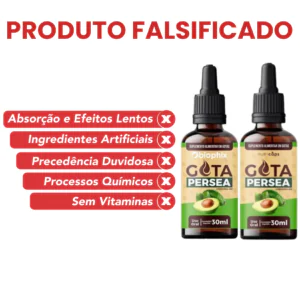 PRODUTO FALSIFICADO
Absorção e Efeitos Lentos X
Ingredientes Artificiais X
Precedência Duvidosa X
Processos Químicos X
Sem Vitaminas X
GOTA
PERSEA
30ml
GOTA
PERSEA
30ml